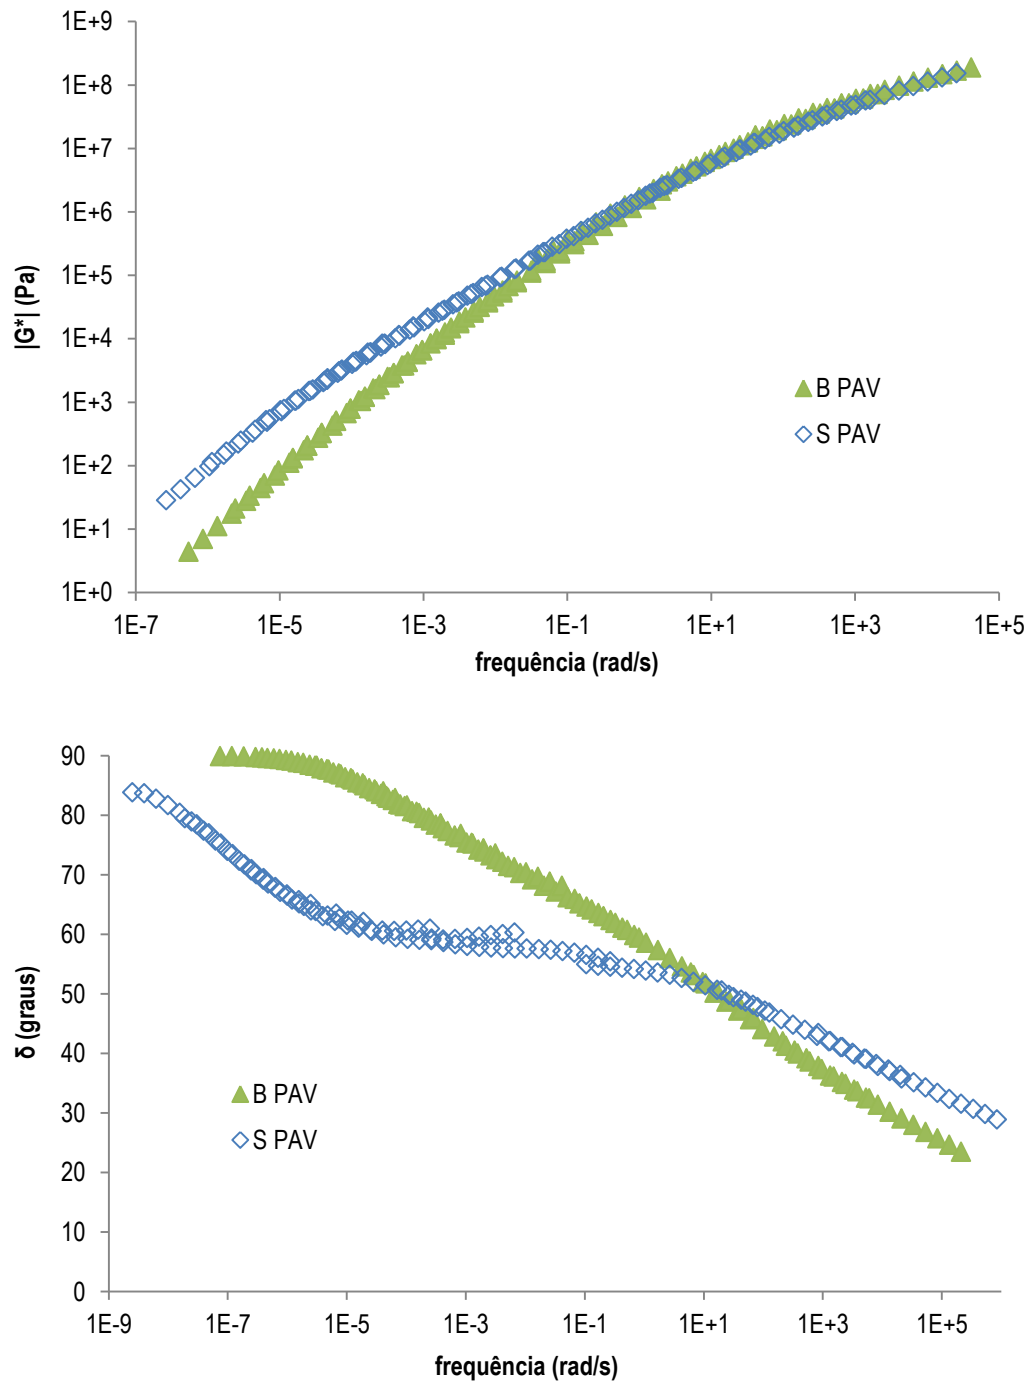 1E+9
1E+8
1E+7
1E+6
1E+5
1E+4
1E+3
1E+2
1E+1
1E+0
|G*| (Pa)
B PAV
S PAV
1E-7
1E-5
1E-3
1E-1
1E+1
1E+3
1E+5
frequência (rad/s)
90
80
70
60
50
40
30
20
10
0
δ (graus)
B PAV
S PAV
1E-9
1E-7
1E-5
1E-3
1E-1
1E+1
1E+3
1E+5
frequência (rad/s)